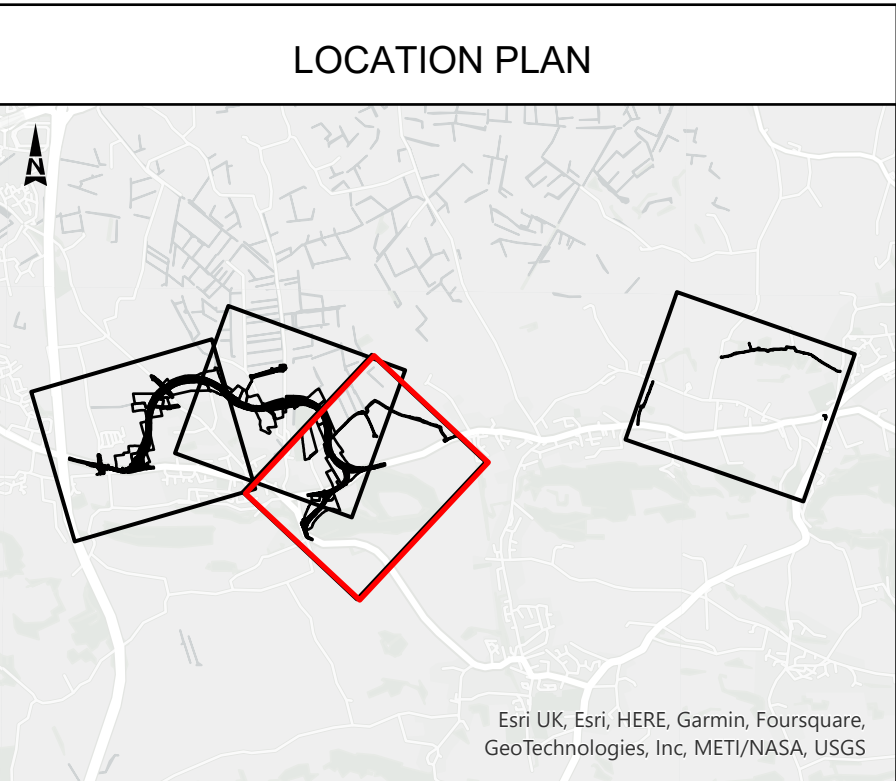 LOCATION PLAN
N
Esri UK, Esri, HERE, Garmin, Foursquare,
GeoTechnologies, Inc, METI/NASA, USGS